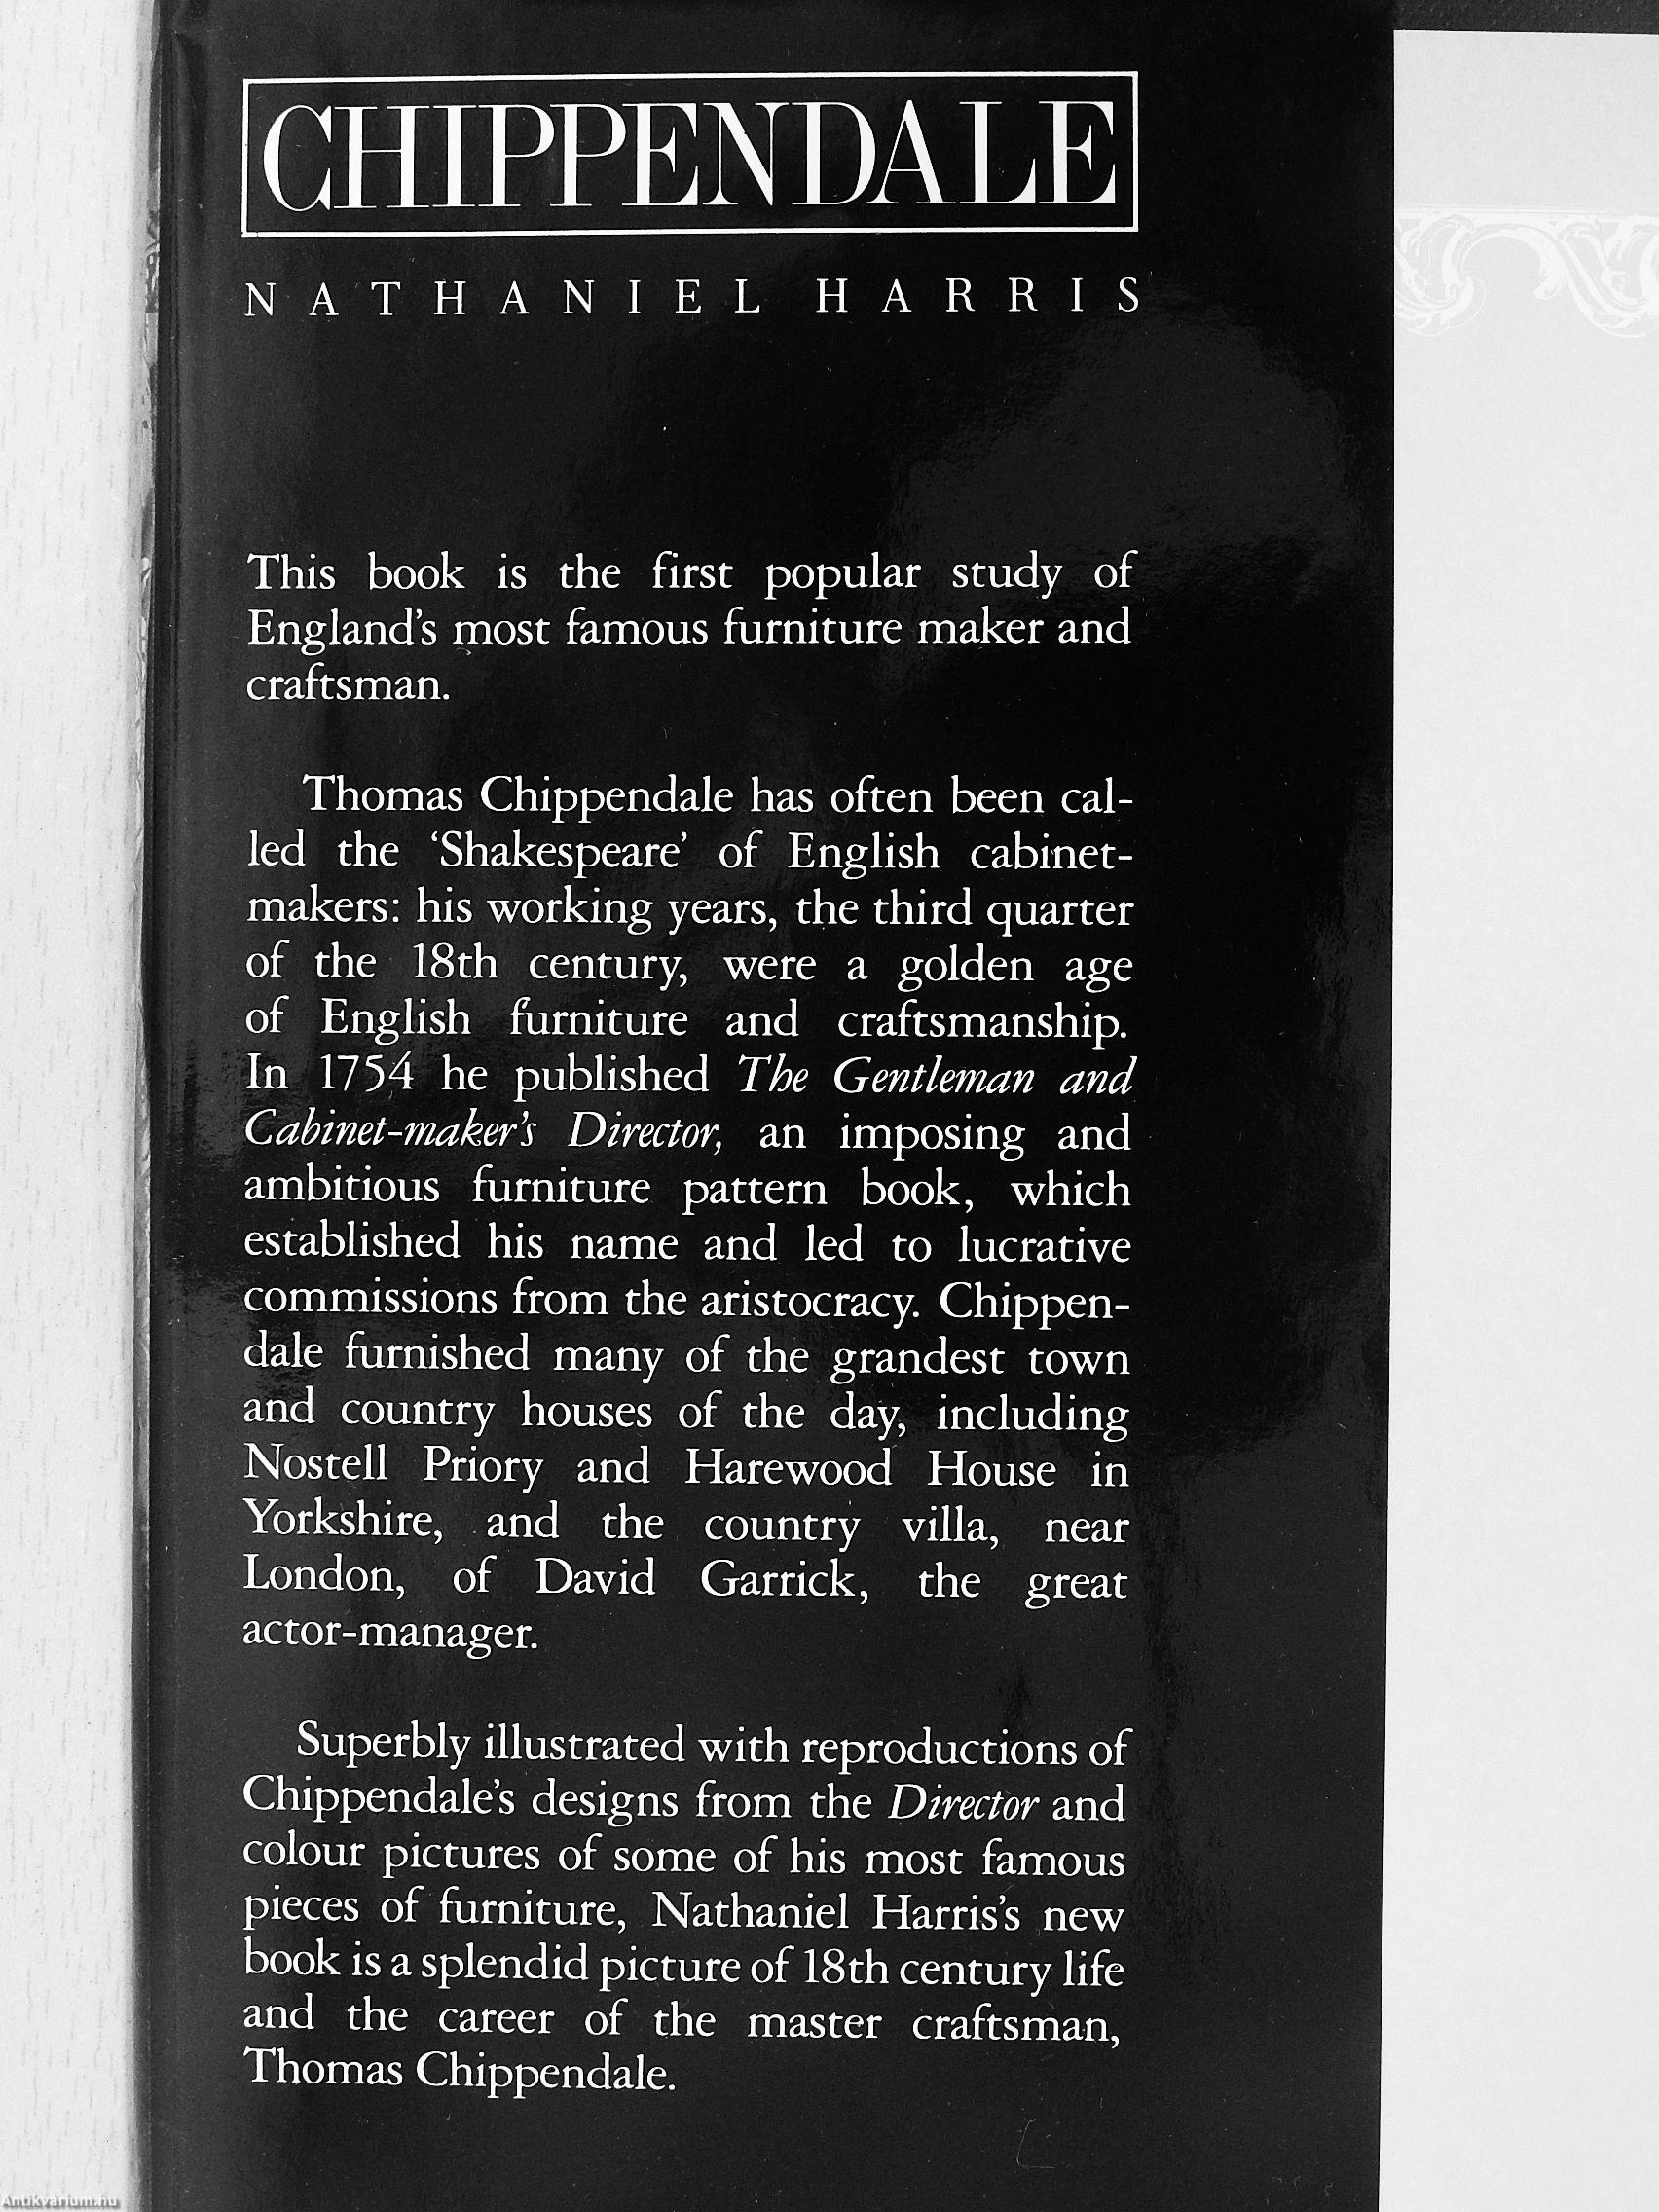 CHIPPENDALE
NATHANIEL HARRIS
This book is the first popular study of
England's most famous furniture maker and
craftsman.
Thomas Chippendale has often been cal-
led the ‘Shakespeare’ of English cabinet-
makers: his working years, the third quarter
of the 18th century, were a golden age
of English furniture and craftsmanship.
In 1754 he published The Gentleman and
Cabinet-maker's Director, an imposing and
ambitious furniture pattern book, which
established his name and led to lucrative
commissions from the aristocracy. Chippen-
dale furnished many of the grandest town
and country houses of the day, including
Nostell Priory and Harewood House in
Yorkshire, and the country villa, near
London, of David Garrick, the great
actor-manager.
Superbly illustrated with reproductions of
Chippendale's designs from the Director and
colour pictures of some of his most famous
pieces of furniture, Nathaniel Harris's new
book is a splendid picture of 18th century life
and the career of the master craftsman,
Thomas Chippendale.
Antikvarium.hu